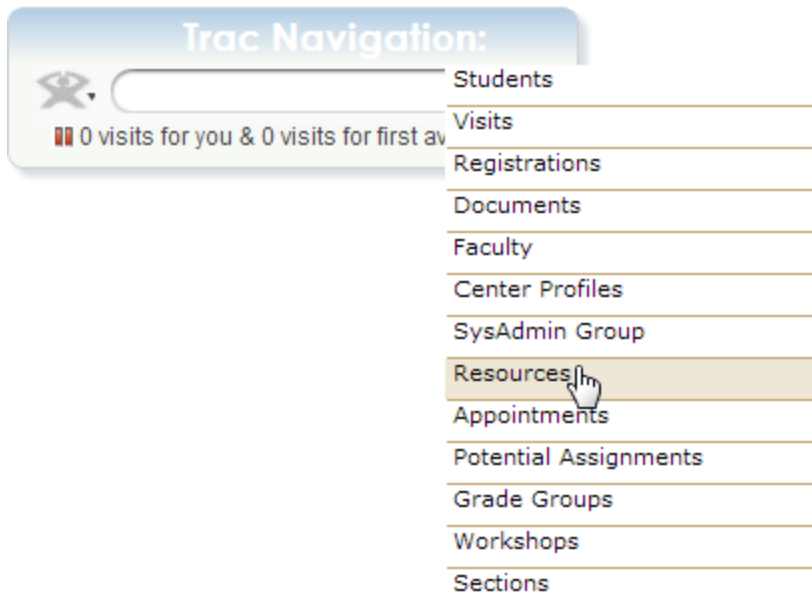 Trac Navigation:
0 visits for you & 0 visits for first av
Students
Visits
Registrations
Documents
Faculty
Center Profiles
SysAdmin Group
Resources
Appointments
Potential Assignments
Grade Groups
Workshops
Sections